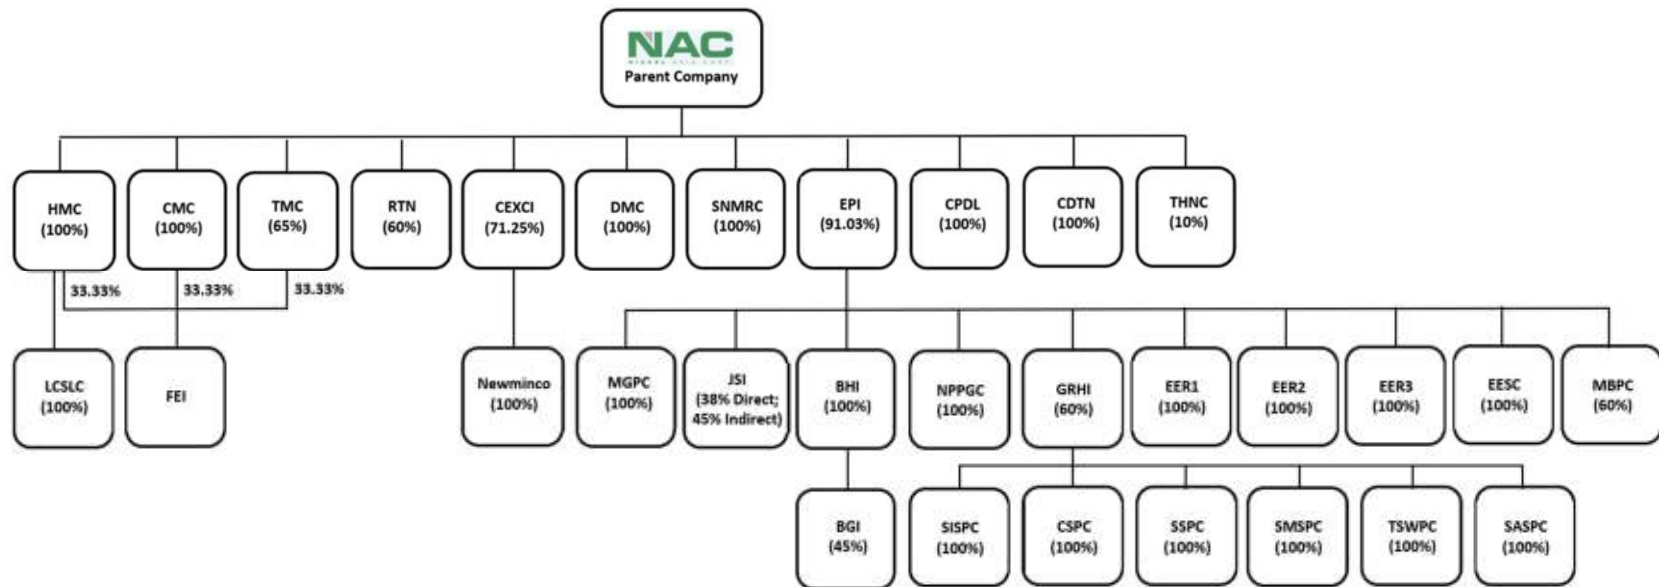 NAC
NICKEL ASIA CORP.
Parent Company
HMC
(100%)
CMC
(100%)
TMC
(65%)
RTN
(60%)
CEXCI
(71.25%)
DMC
(100%)
SNMRC
(100%)
EPI
(91.03%)
CPDL
(100%)
CDTN
(100%)
THNC
(10%)
33.33%
33.33%
33.33%
LCSLC
(100%)
FEI
Newminco
(100%)
MGPC
(100%)
JSI
(38% Direct;
45% Indirect)
BHI
(100%)
NPPGC
(100%)
GRHI
(60%)
EER1
(100%)
EER2
(100%)
EER3
(100%)
EESC
(100%)
MBPC
(60%)
BGI
(45%)
SISPC
(100%)
CSPC
(100%)
SSPC
(100%)
SMSPC
(100%)
TSWPC
(100%)
SASPC
(100%)